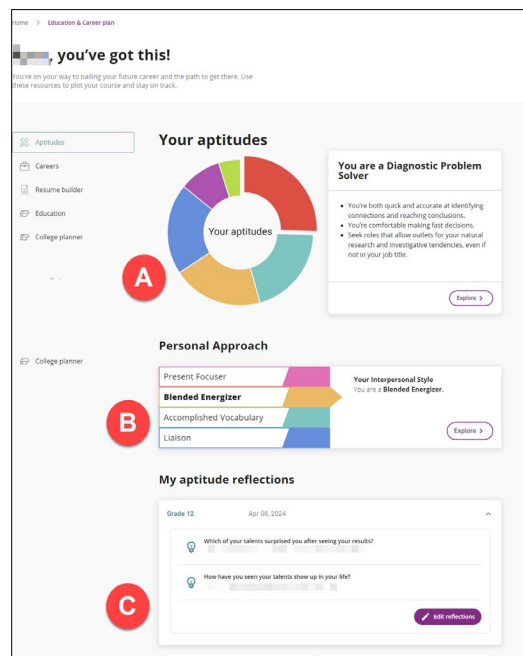 Home > Education & Career plan
, you've got this!
You're on your way to nailing your future career and the path to get there. Use
these resources to plot your course and stay on track.
Aptitudes
Careers
Resume builder
Education
College planner
College planner
Your aptitudes
Your aptitudes
A
You are a Diagnostic Problem
Solver
• You're both quick and accurate at identifying
connections and reaching conclusions.
• You're comfortable making fast decisions.
• Seek roles that allow outlets for your natural
research and investigative tendencies, even if
not in your job title.
Explore >
Personal Approach
Present Focuser
Blended Energizer
Accomplished Vocabulary
Liaison
B
Your Interpersonal Style
You are a Blended Energizer.
Explore >
My aptitude reflections
Grade 12 Apr 08, 2024
Which of your talents surprised you after seeing your results?
How have you seen your talents show up in your life?
C
Edit reflections